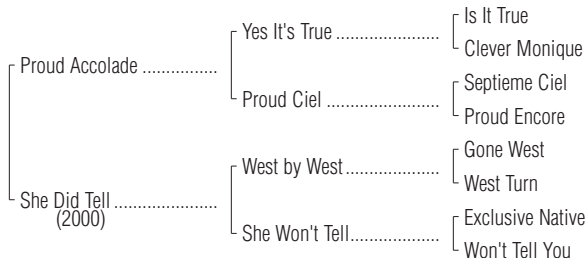 Is It True
Yes It's True ..................
Clever Monique
Proud Accolade ................
Septieme Ciel
Proud Ciel ....................
Proud Encore
Gone West
West by West...................
West Turn
She Did Tell ......................
(2000)
Exclusive Native
She Won't Tell..................
Won't Tell You